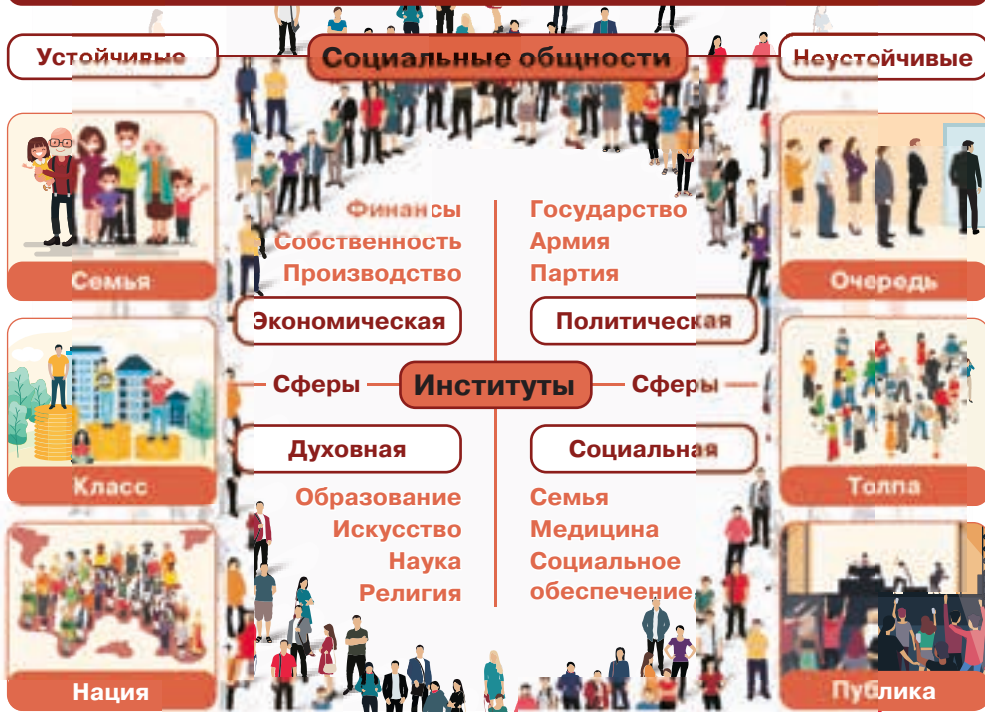 Устойчивые
Социальные общности
Неустойчивые
Семья
Класс
Нация
Финансы
Собственность
Производство
Экономическая
Государство
Армия
Партия
Политическая
Сферы
Институты
Сферы
Духовная
Образование
Искусство
Наука
Религия
Социальная
Семья
Медицина
Социальное
обеспечение
Очередь
Толпа
Публика